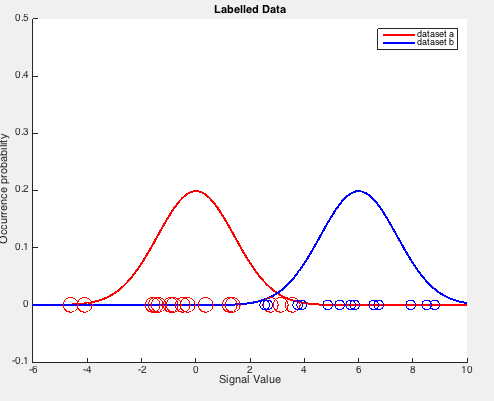 Labelled Data
0.5
dataset a
dataset b
0.4
0.3
0.2
0.1
0
-0.1
Occurrence probability
-6 -4 -2 0 2 4 6 8 10
Signal Value